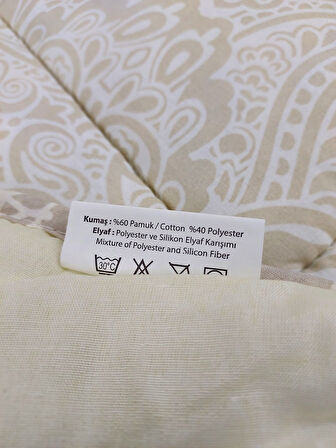 Kumaş : %60 Pamuk / Cotton %40 Polyester
Elyaf : Polyester ve Silikon Elyaf Karışımı
Mixture of Polyester and Silicon Fiber
30°C